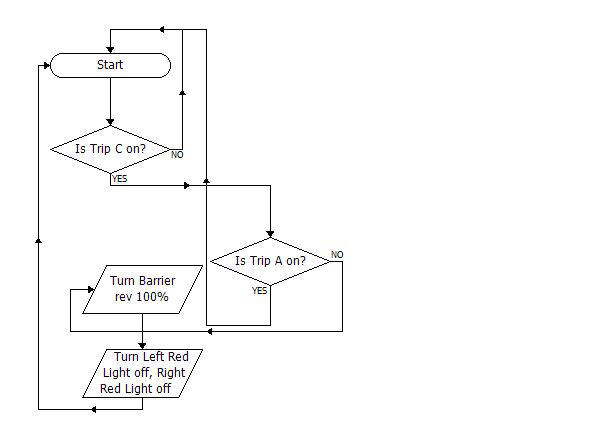 Start
Is Trip C on?
NO
YES
Is Trip A on?
NO
YES
Turn Barrier
rev 100%
Turn Left Red
Light off, Right
Red Light off